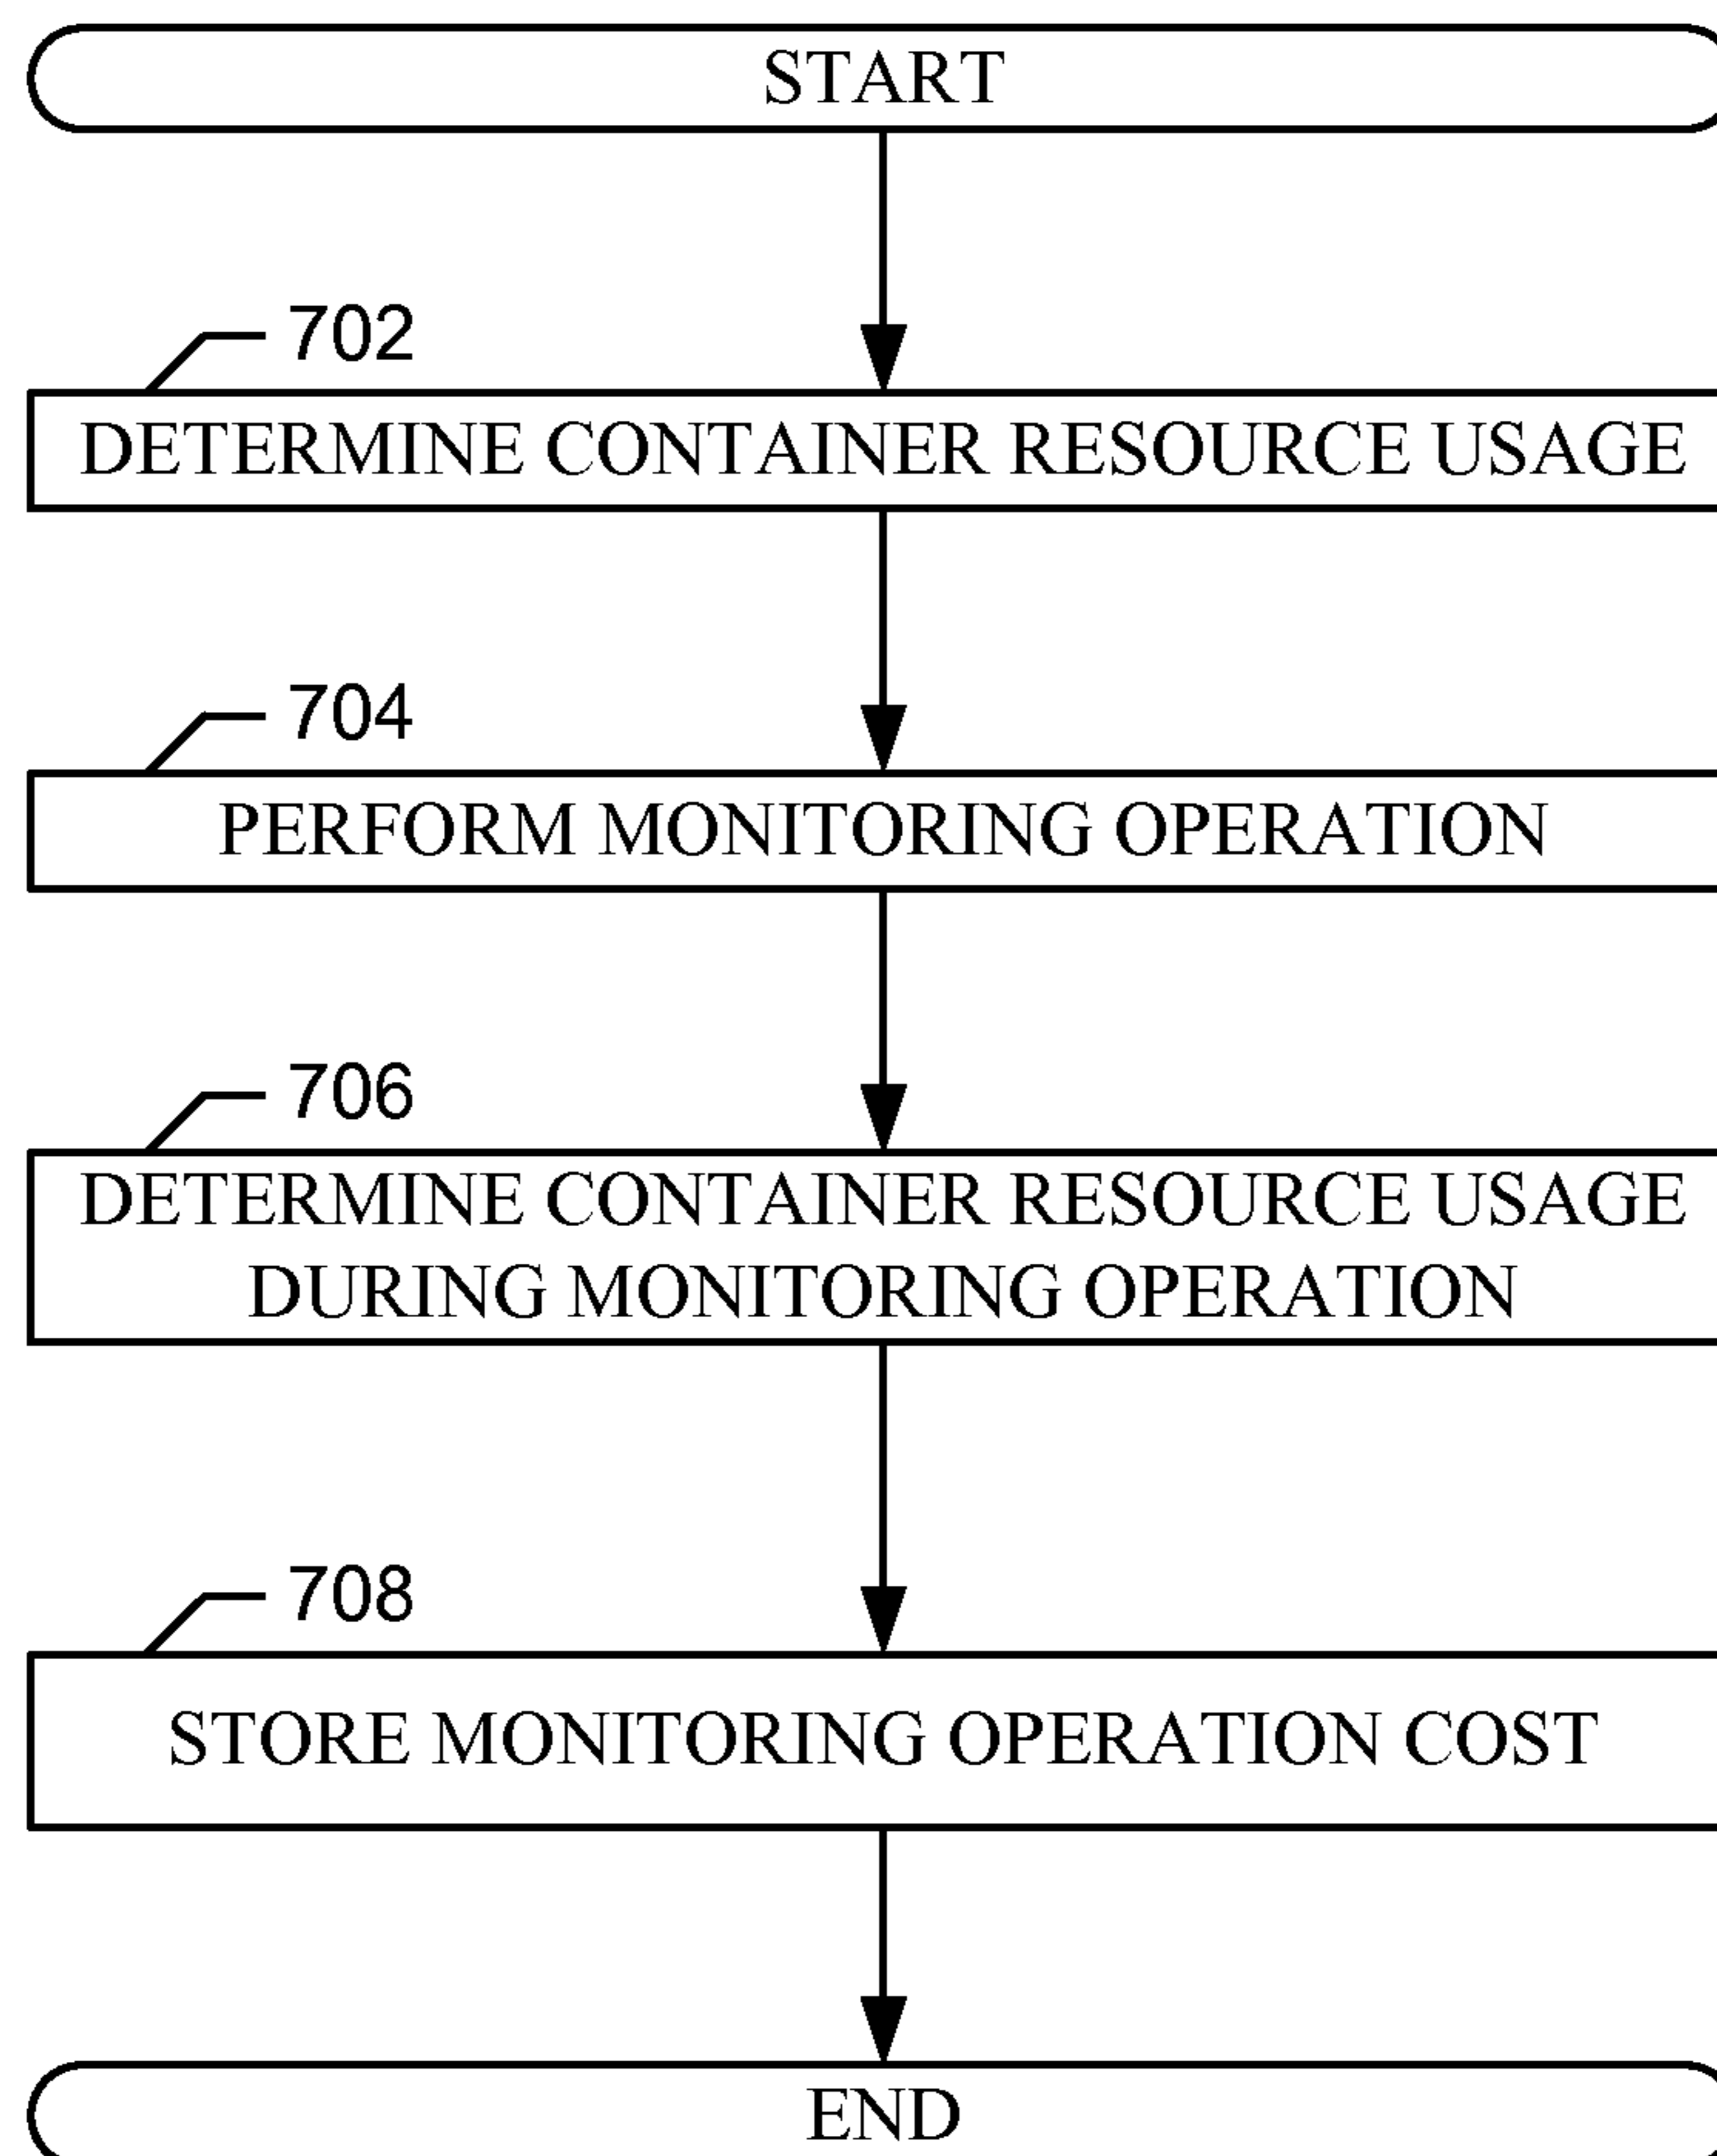 START
702
DETERMINE CONTAINER RESOURCE USAGE
704
PERFORM MONITORING OPERATION
706
DETERMINE CONTAINER RESOURCE USAGE
DURING MONITORING OPERATION
708
STORE MONITORING OPERATION COST
END